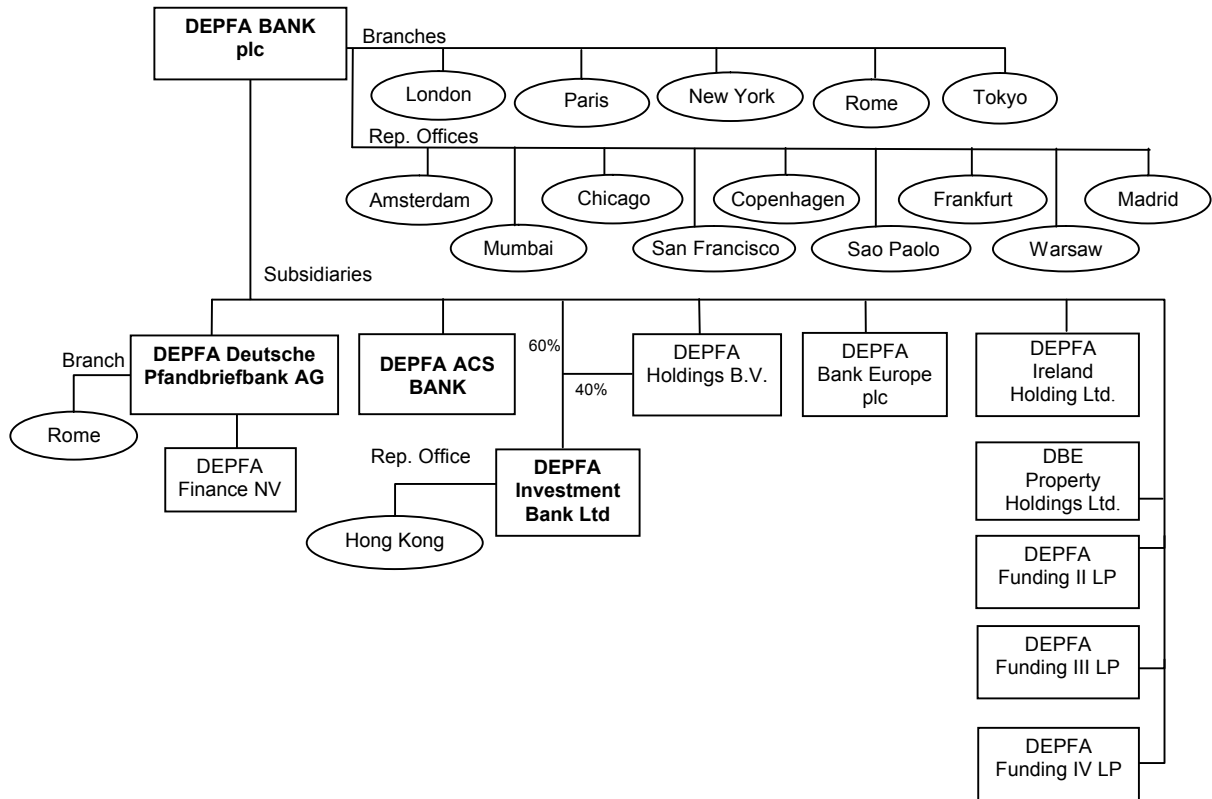 DEPFA BANK
plc
Branches
London
Paris
New York
Rome
Tokyo
Rep. Offices
Amsterdam
Chicago
Copenhagen
Frankfurt
Madrid
Mumbai
San Francisco
Sao Paolo
Warsaw
Subsidiaries
Branch
DEPFA Deutsche
Pfandbriefbank AG
DEPFA ACS
BANK
60%
40%
DEPFA
Holdings B.V.
DEPFA
Bank Europe
plc
DEPFA
Ireland
Holding Ltd.
Rome
DEPFA
Finance NV
Rep. Office
DEPFA
Investment
Bank Ltd
Hong Kong
DBE
Property
Holdings Ltd.
DEPFA
Funding II LP
DEPFA
Funding III LP
DEPFA
Funding IV LP